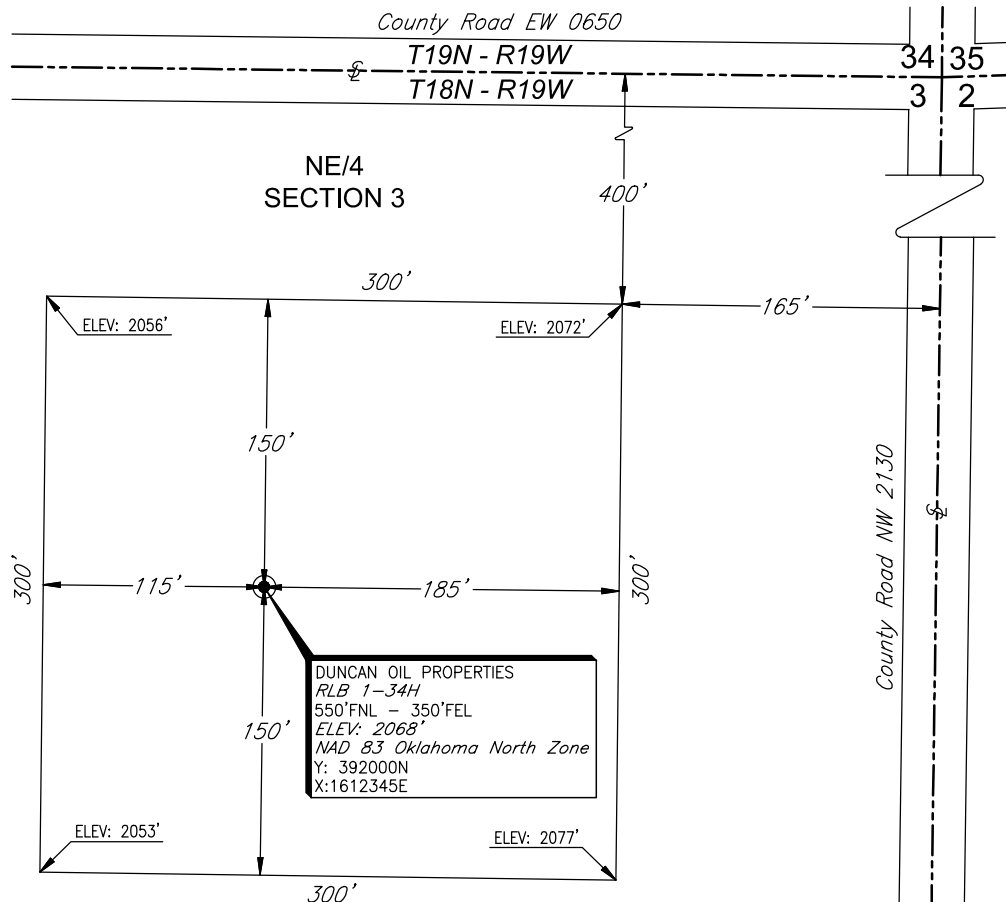 County Road EW 0650
T19N - R19W
34 35
℄
T18N - R19W
3 2
NE/4
SECTION 3
400'
300'
165'
ELEV: 2056'
ELEV: 2072'
150'
County Road NW 2130
℄
300'
115'
185'
300'
DUNCAN OIL PROPERTIES
RLB 1-34H
550'FNL - 350'FEL
ELEV: 2068'
NAD 83 Oklahoma North Zone
Y: 392000N
X:1612345E
150'
ELEV: 2053'
ELEV: 2077'
300'